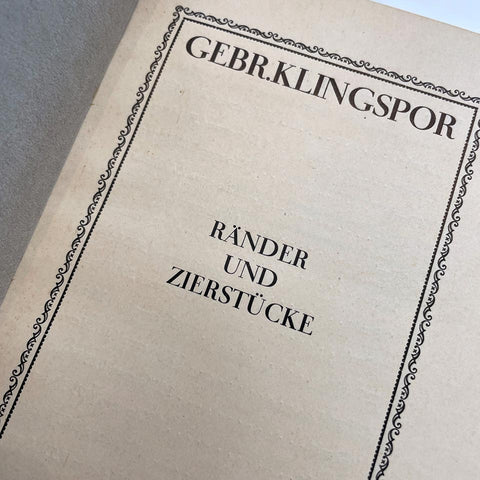 GEBR.KLINGSPOR
RÄNDER
UND
ZIERSTÜCKE